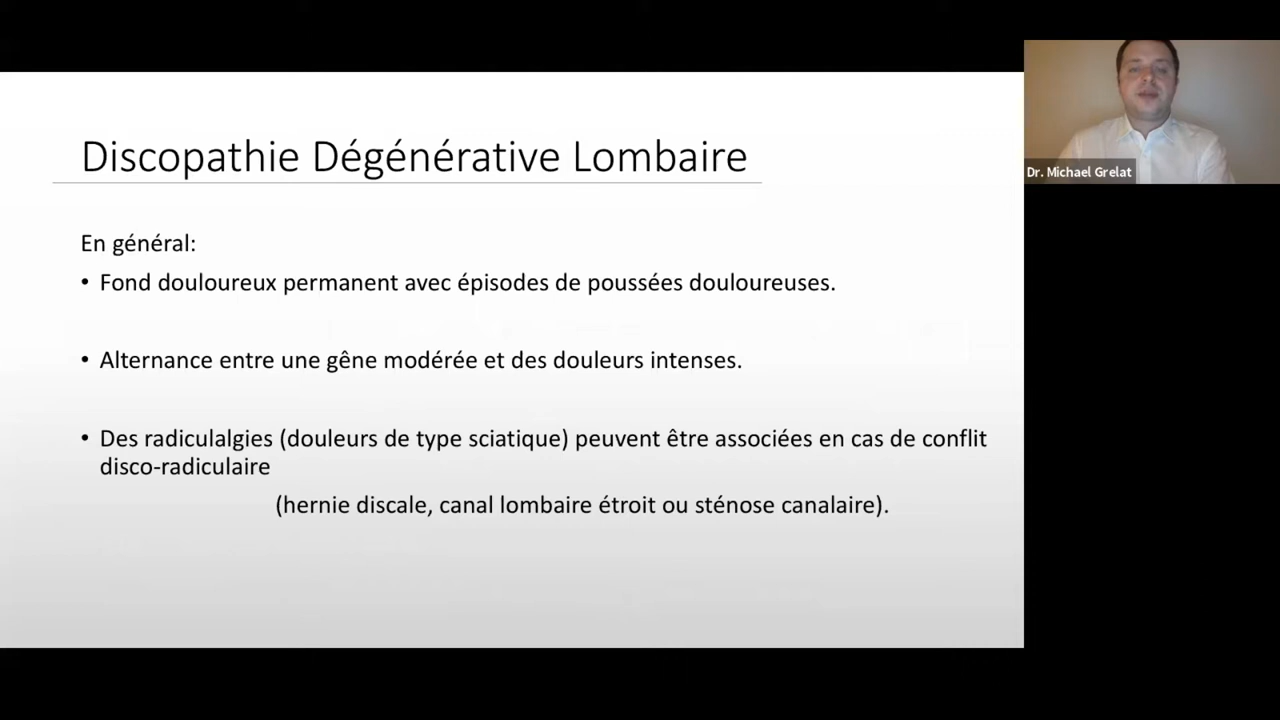 Discopathie Dégénérative Lombaire
En général:
• Fond douloureux permanent avec épisodes de poussées douloureuses.
• Alternance entre une gêne modérée et des douleurs intenses.
• Des radiculalgies (douleurs de type sciatique) peuvent être associées en cas de conflit
disco-radiculaire
(hernie discale, canal lombaire étroit ou sténose canalaire).
Dr. Michael Grelat